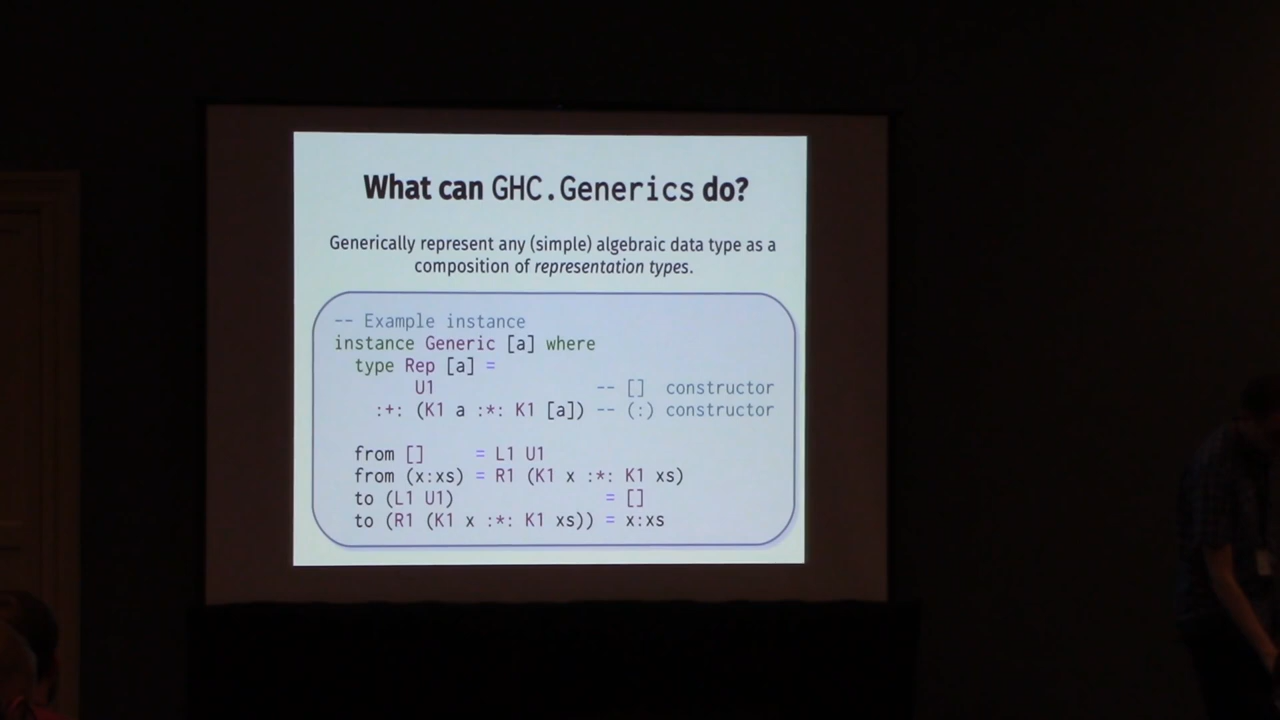 What can GHC.Generics do?
Generically represent any (simple) algebraic data type as a
composition of representation types.
-- Example instance
instance Generic [a] where
  type Rep [a] =
        U1                -- []  constructor
    :+: (K1 a :*: K1 [a]) -- (:) constructor
  from []     = L1 U1
  from (x:xs) = R1 (K1 x :*: K1 xs)
  to (L1 U1)               = []
  to (R1 (K1 x :*: K1 xs)) = x:xs